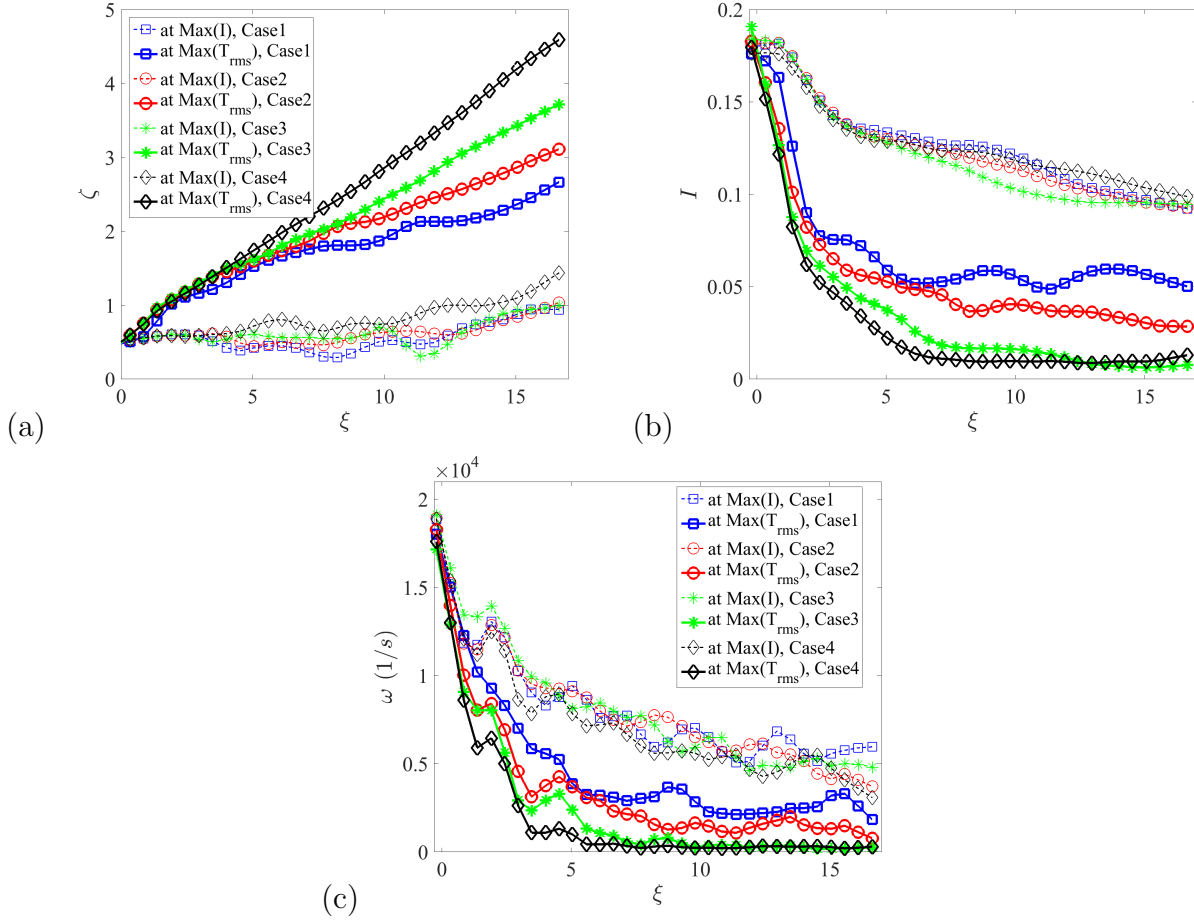 5
4
3
2
1
0
0
5
10
15
ζ
ξ
at Max(I), Case1
at Max(T_rms), Case1
at Max(I), Case2
at Max(T_rms), Case2
at Max(I), Case3
at Max(T_rms), Case3
at Max(I), Case4
at Max(T_rms), Case4
(a)
0.2
0.15
0.1
0.05
0
0
5
10
15
I
ξ
(b)
×10^4
2
1.5
1
0.5
0
0
5
10
15
ω (1/s)
ξ
at Max(I), Case1
at Max(T_rms), Case1
at Max(I), Case2
at Max(T_rms), Case2
at Max(I), Case3
at Max(T_rms), Case3
at Max(I), Case4
at Max(T_rms), Case4
(c)